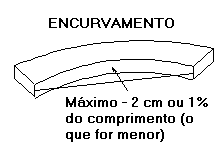 ENCURVAMENTO
Máximo - 2 cm ou 1%
do comprimento (o
que for menor)